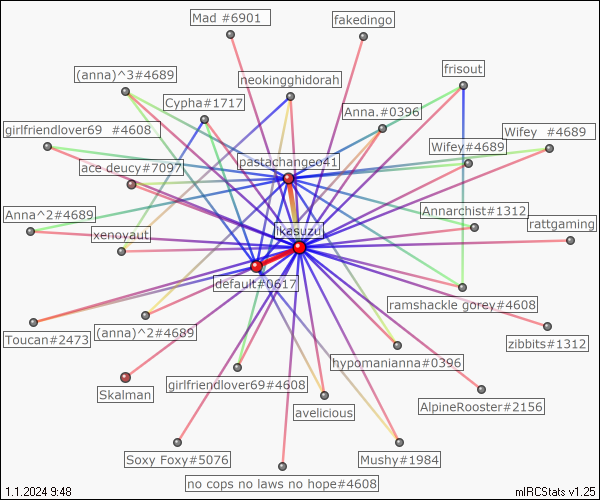 Mad #6901
fakedingo
(anna)^3#4689
neokingghidorah
frisout
Cypha#1717
Anna.#0396
girlfriendlover69  #4608
Wifey#4689
Wifey  #4689
pastachangeo41
ace deucy#7097
Anna^2#4689
Annarchist#1312
rattgaming
xenoyaut
ikasuzu
default#0617
ramshackle gorey#4608
Toucan#2473
(anna)^2#4689
zibbits#1312
hypomanianna#0396
girlfriendlover69#4608
Skalman
avelicious
AlpineRooster#2156
Soxy Foxy#5076
Mushy#1984
no cops no laws no hope#4608
1.1.2024 9:48
mIRCStats v1.25